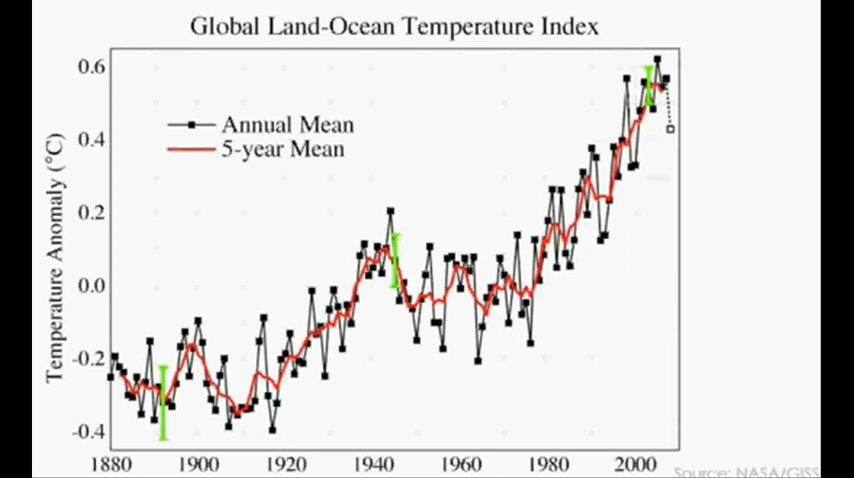 Global Land-Ocean Temperature Index
0.6
0.4
0.2
0.0
-0.2
-0.4
Temperature Anomaly (°C)
Annual Mean
5-year Mean
1880
1900
1920
1940
1960
1980
2000
Source: NASA/GISS